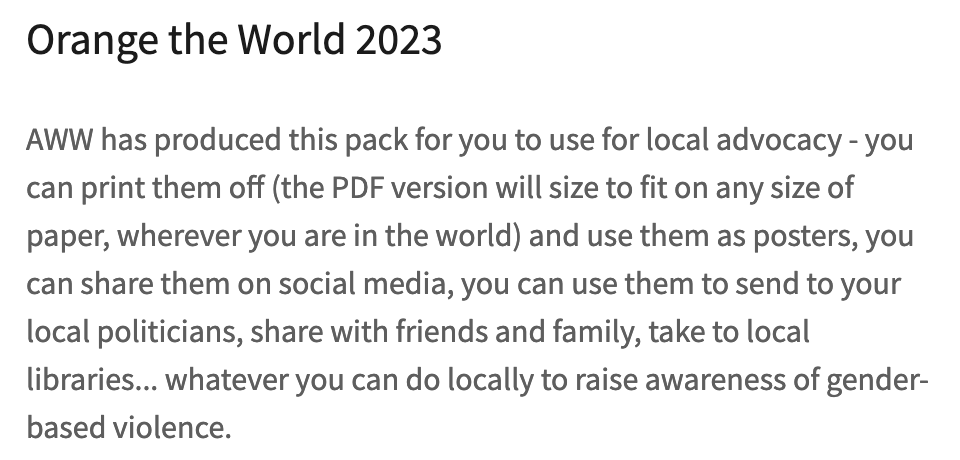 Orange the World 2023
AWW has produced this pack for you to use for local advocacy - you
can print them off (the PDF version will size to fit on any size of
paper, wherever you are in the world) and use them as posters, you
can share them on social media, you can use them to send to your
local politicians, share with friends and family, take to local
libraries... whatever you can do locally to raise awareness of gender-
based violence.